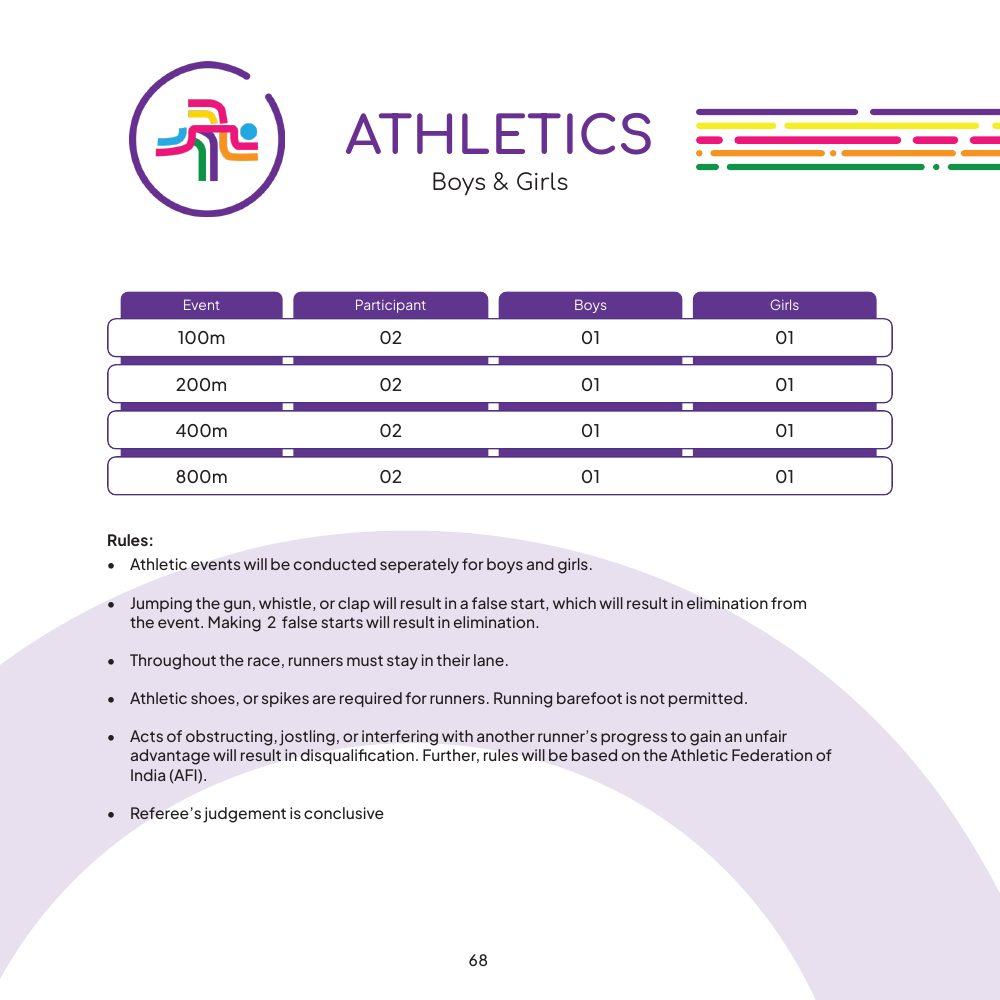 ATHLETICS
Boys & Girls
Event Participant Boys Girls
100m 02 01 01
200m 02 01 01
400m 02 01 01
800m 02 01 01
Rules:
• Athletic events will be conducted seperately for boys and girls.
• Jumping the gun, whistle, or clap will result in a false start, which will result in elimination from
the event. Making 2 false starts will result in elimination.
• Throughout the race, runners must stay in their lane.
• Athletic shoes, or spikes are required for runners. Running barefoot is not permitted.
• Acts of obstructing, jostling, or interfering with another runner's progress to gain an unfair
advantage will result in disqualification. Further, rules will be based on the Athletic Federation of
India (AFI).
• Referee's judgement is conclusive
68